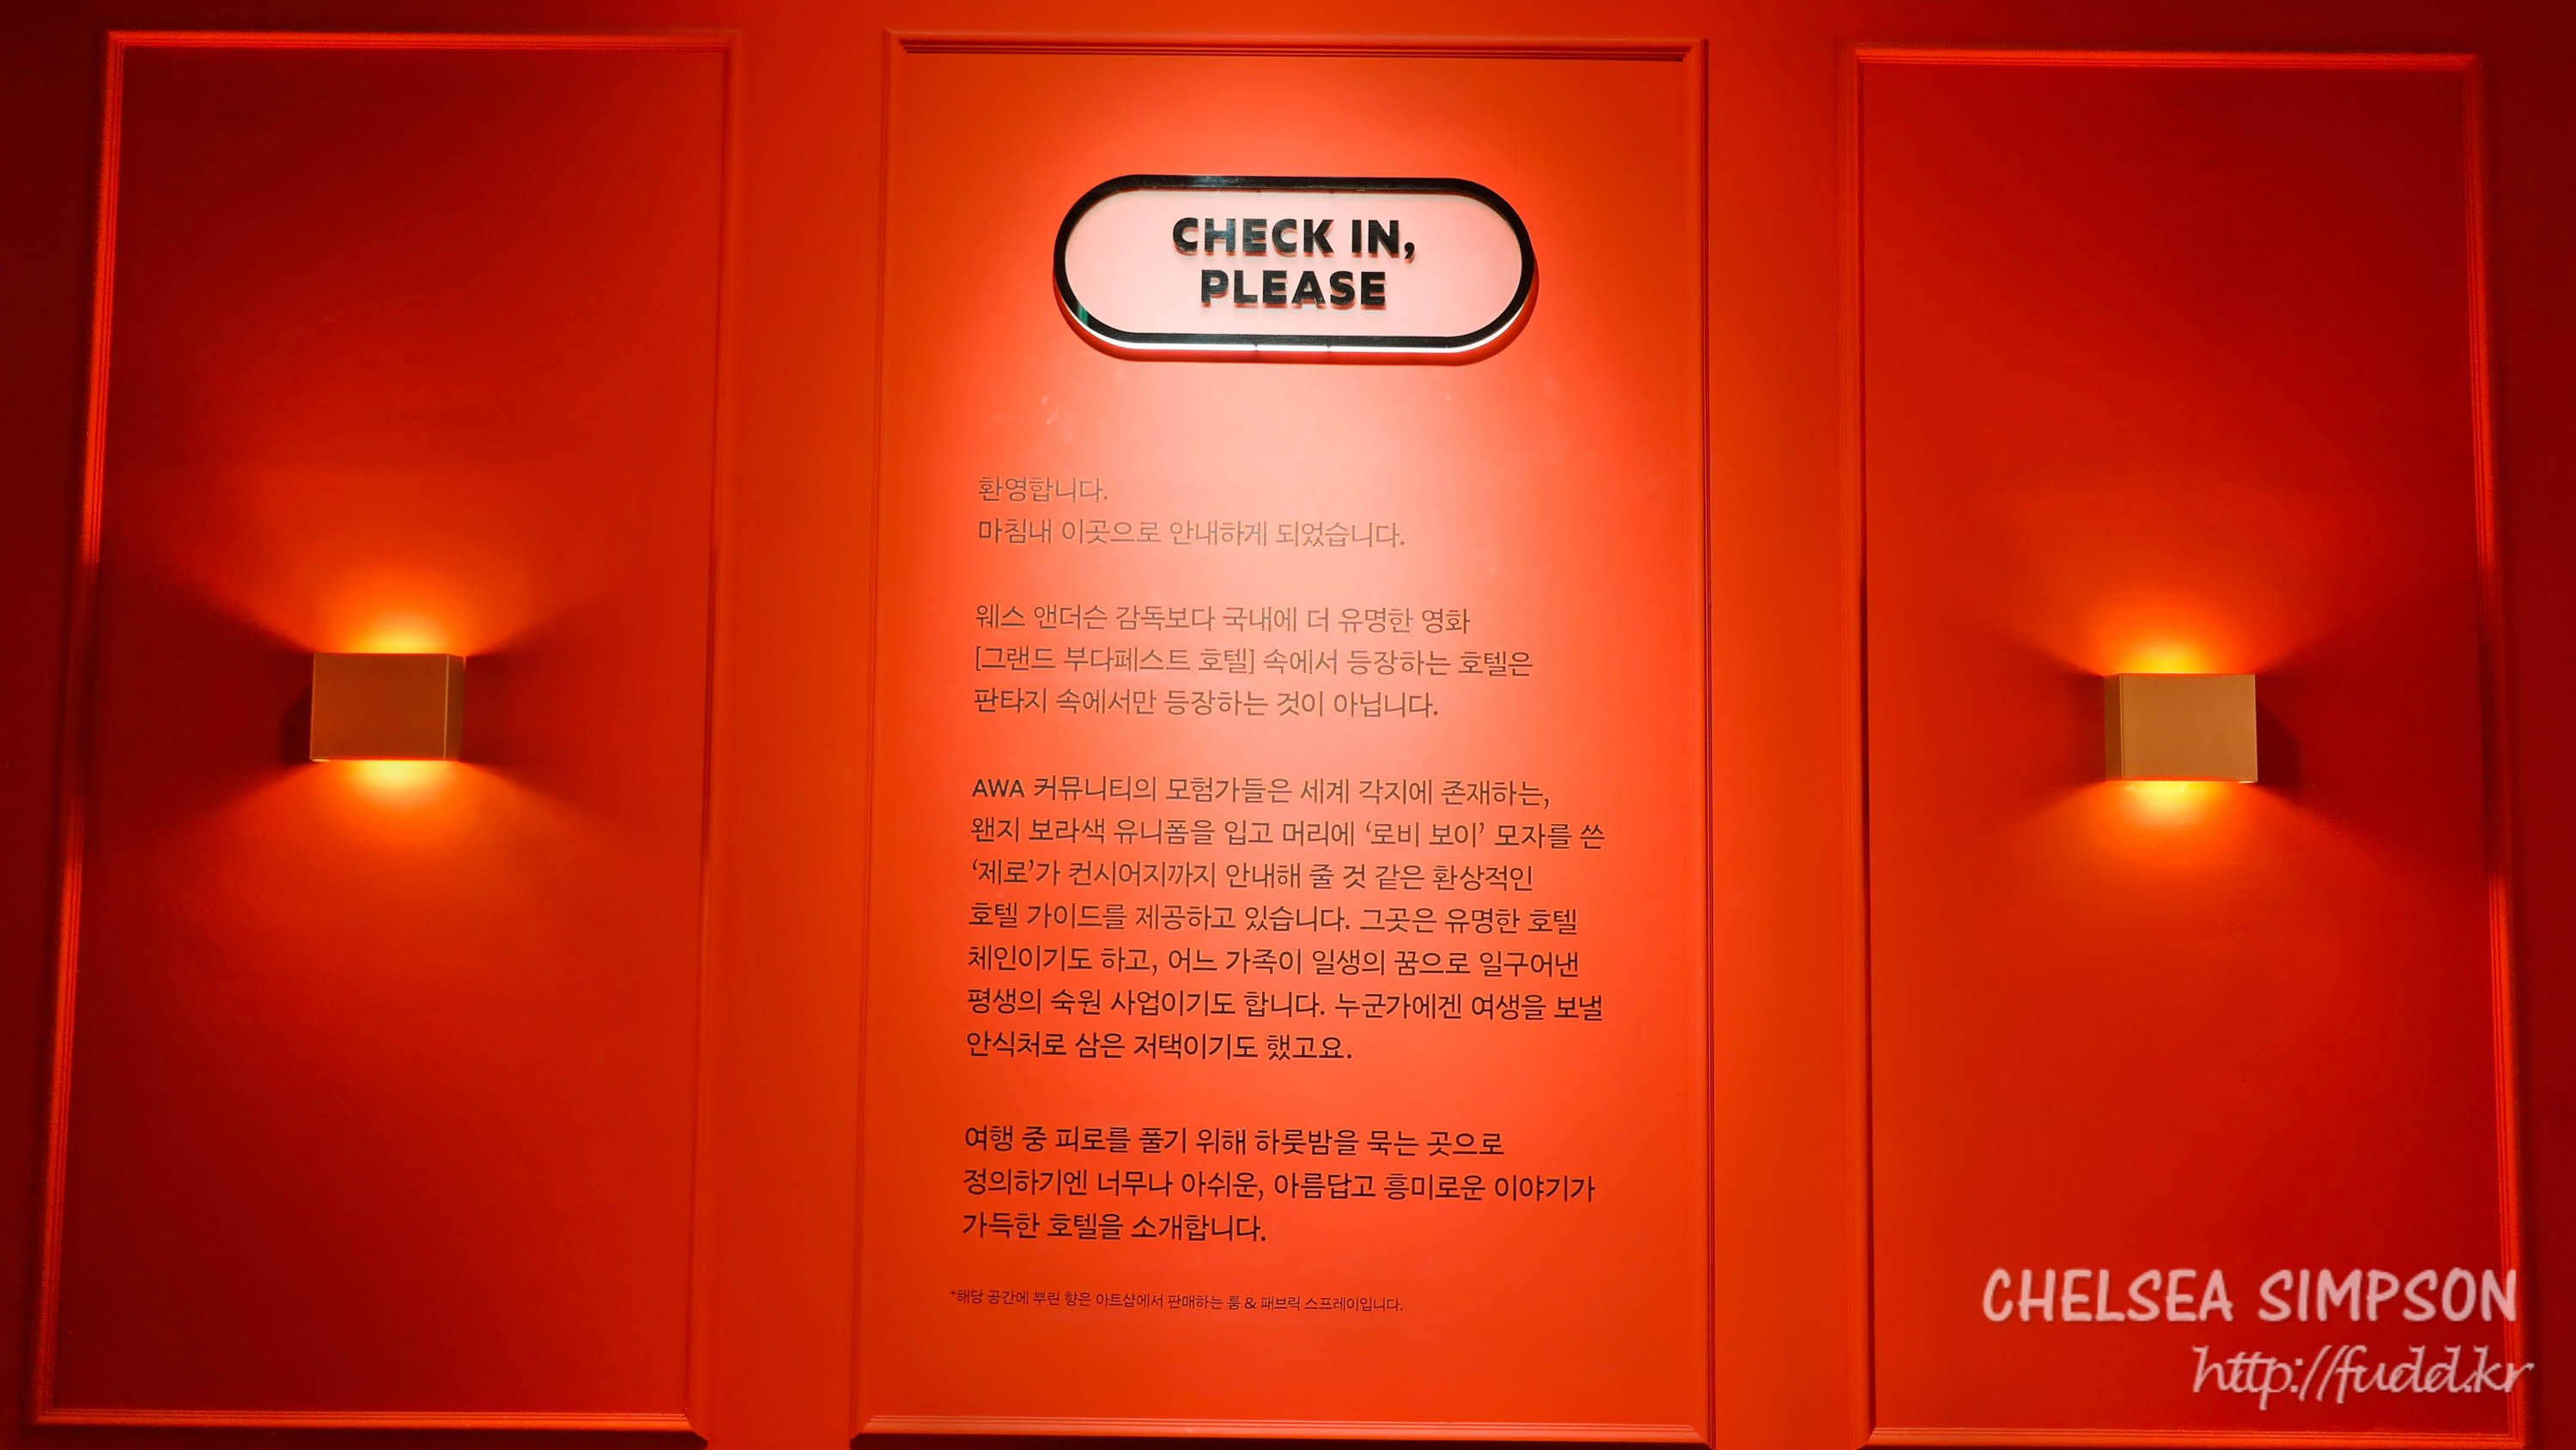 CHECK IN,
PLEASE
환영합니다.
마침내 이곳으로 안내하게 되었습니다.
웨스 앤더슨 감독보다 국내에 더 유명한 영화
[그랜드 부다페스트 호텔] 속에서 등장하는 호텔은
판타지 속에서만 등장하는 것이 아닙니다.
AWA 커뮤니티의 모험가들은 세계 각지에 존재하는,
왠지 보라색 유니폼을 입고 머리에 ‘로비 보이’ 모자를 쓴
‘제로’가 컨시어지까지 안내해 줄 것 같은 환상적인
호텔 가이드를 제공하고 있습니다. 그곳은 유명한 호텔
체인이기도 하고, 어느 가족이 일생의 꿈으로 일구어낸
평생의 숙원 사업이기도 합니다. 누군가에겐 여생을 보낼
안식처로 삼은 저택이기도 했고요.
여행 중 피로를 풀기 위해 하룻밤을 묵는 곳으로
정의하기엔 너무나 아쉬운, 아름답고 흥미로운 이야기가
가득한 호텔을 소개합니다.
*해당 공간에 뿌린 향은 아트샵에서 판매하는 룸 & 패브릭 스프레이입니다.
CHELSEA SIMPSON
http://fudd.kr